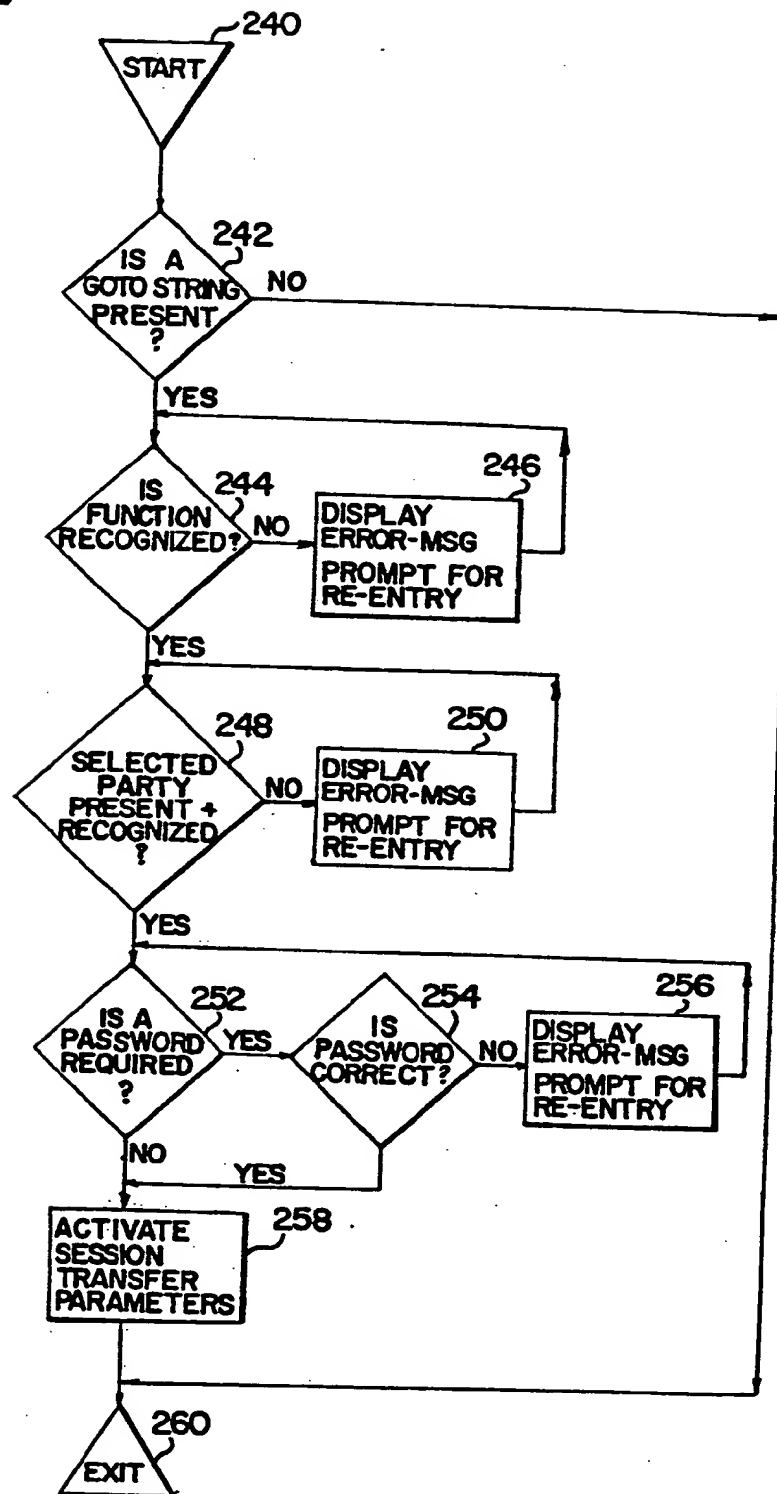 240
START
242
IS A
GOTO STRING
PRESENT
?
NO
YES
244
IS
FUNCTION
RECOGNIZED?
NO
246
DISPLAY
ERROR-MSG
PROMPT FOR
RE-ENTRY
YES
248
SELECTED
PARTY
PRESENT +
RECOGNIZED
?
NO
250
DISPLAY
ERROR-MSG
PROMPT FOR
RE-ENTRY
YES
252
IS A
PASSWORD
REQUIRED
?
YES
254
IS
PASSWORD
CORRECT?
NO
256
DISPLAY
ERROR-MSG
PROMPT FOR
RE-ENTRY
NO
YES
258
ACTIVATE
SESSION
TRANSFER
PARAMETERS
260
EXIT